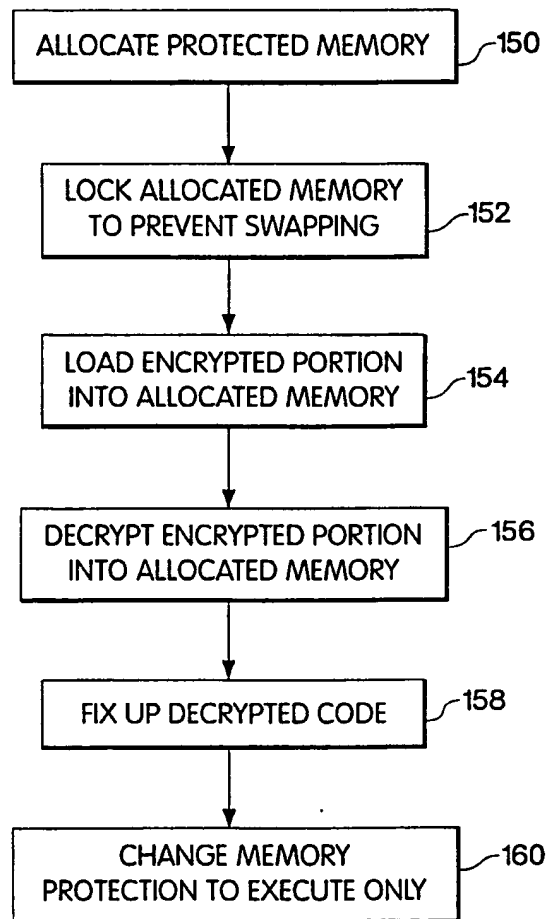 ALLOCATE PROTECTED MEMORY
150
LOCK ALLOCATED MEMORY
TO PREVENT SWAPPING
152
LOAD ENCRYPTED PORTION
INTO ALLOCATED MEMORY
154
DECRYPT ENCRYPTED PORTION
INTO ALLOCATED MEMORY
156
FIX UP DECRYPTED CODE
158
CHANGE MEMORY
PROTECTION TO EXECUTE ONLY
160